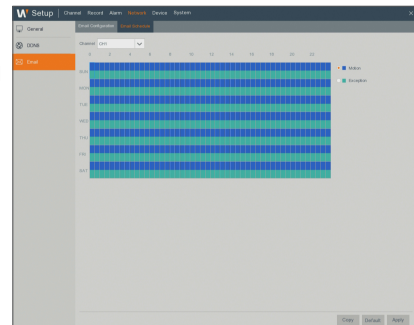 Setup Channel Record Alarm Network Device System
General
DDNS
Email
Email Configuration Email Schedule
Channel CH1
0 2 4 6 8 10 12 14 16 18 20 22
SUN
MON
TUE
WED
THU
FRI
SAT
Motion
Exception
Copy Default Apply